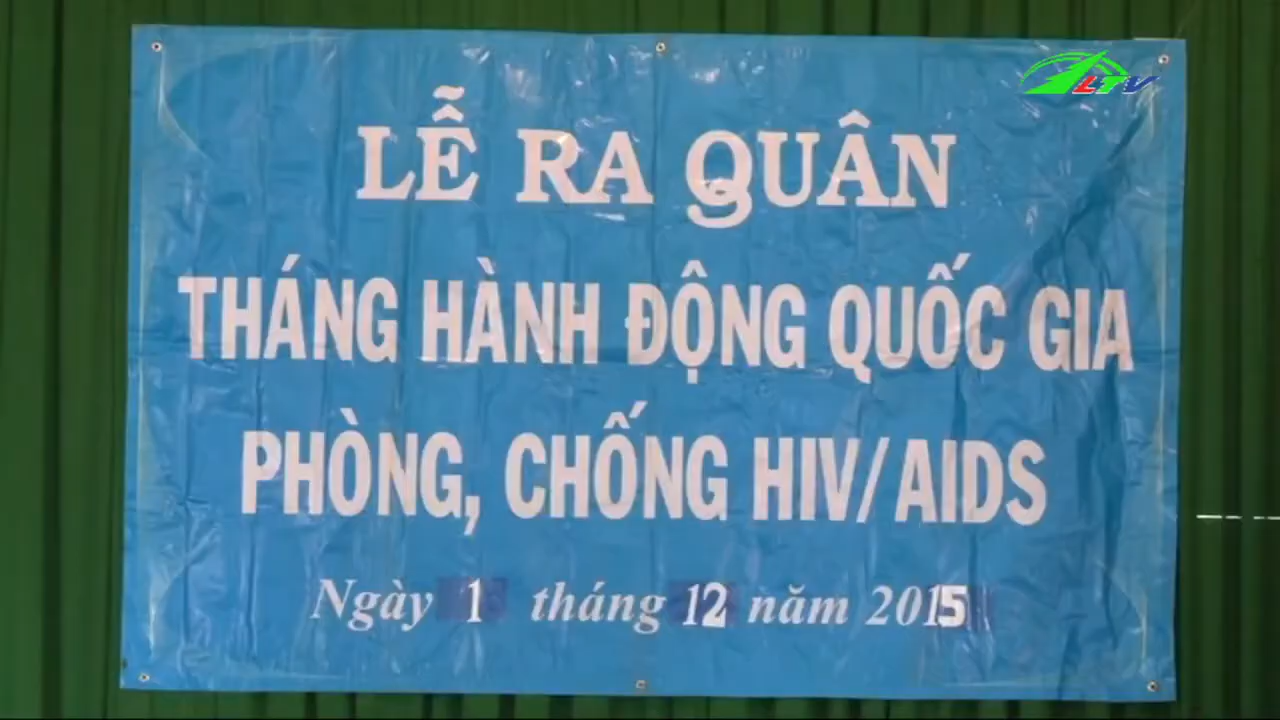 LTV
LỄ RA QUÂN
THÁNG HÀNH ĐỘNG QUỐC GIA
PHÒNG, CHỐNG HIV/AIDS
Ngày 1 tháng 12 năm 2015